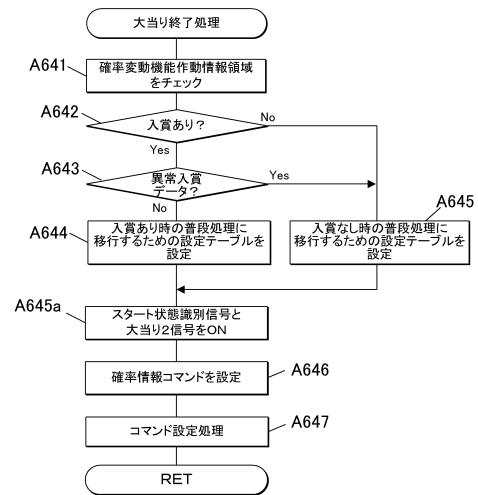 大当り終了処理
A641
確率変動機能作動情報領域
をチェック
A642
入賞あり？
No
Yes
A643
異常入賞
データ？
Yes
No
A644
入賞あり時の普段処理に
移行するための設定テーブルを
設定
A645
入賞なし時の普段処理に
移行するための設定テーブルを
設定
A645a
スタート状態識別信号と
大当り2信号をON
確率情報コマンドを設定
A646
コマンド設定処理
A647
RET